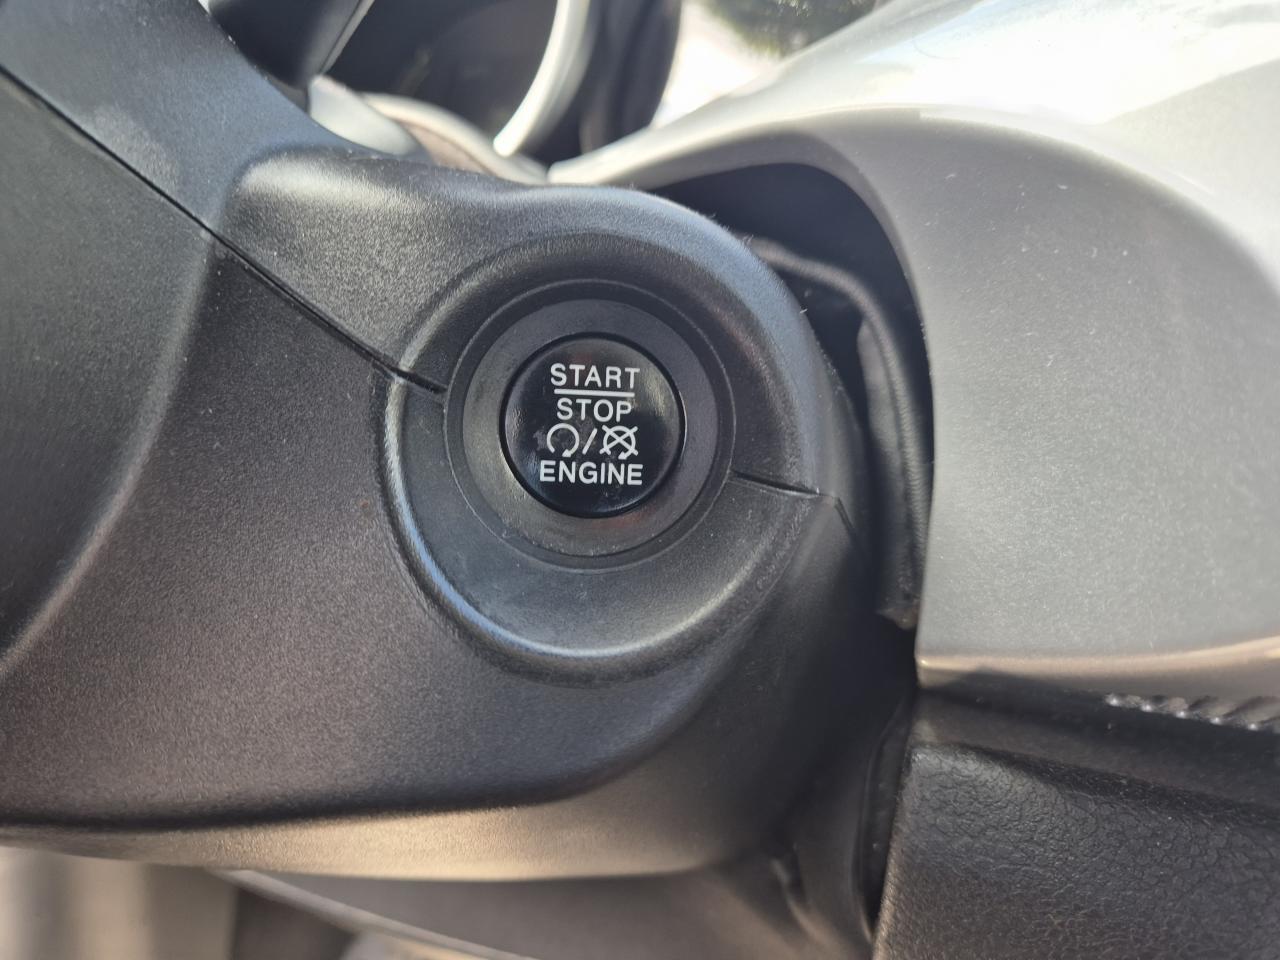 START
STOP
/
ENGINE